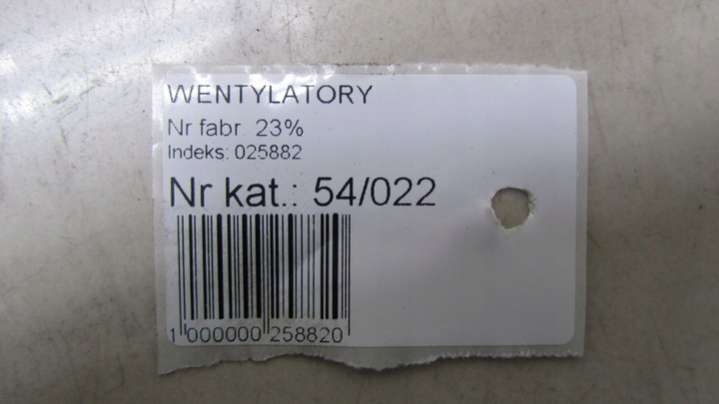 WENTYLATORY
Nr fabr. 23%
Indeks: 025882
Nr kat.: 54/022
1 000000 258820